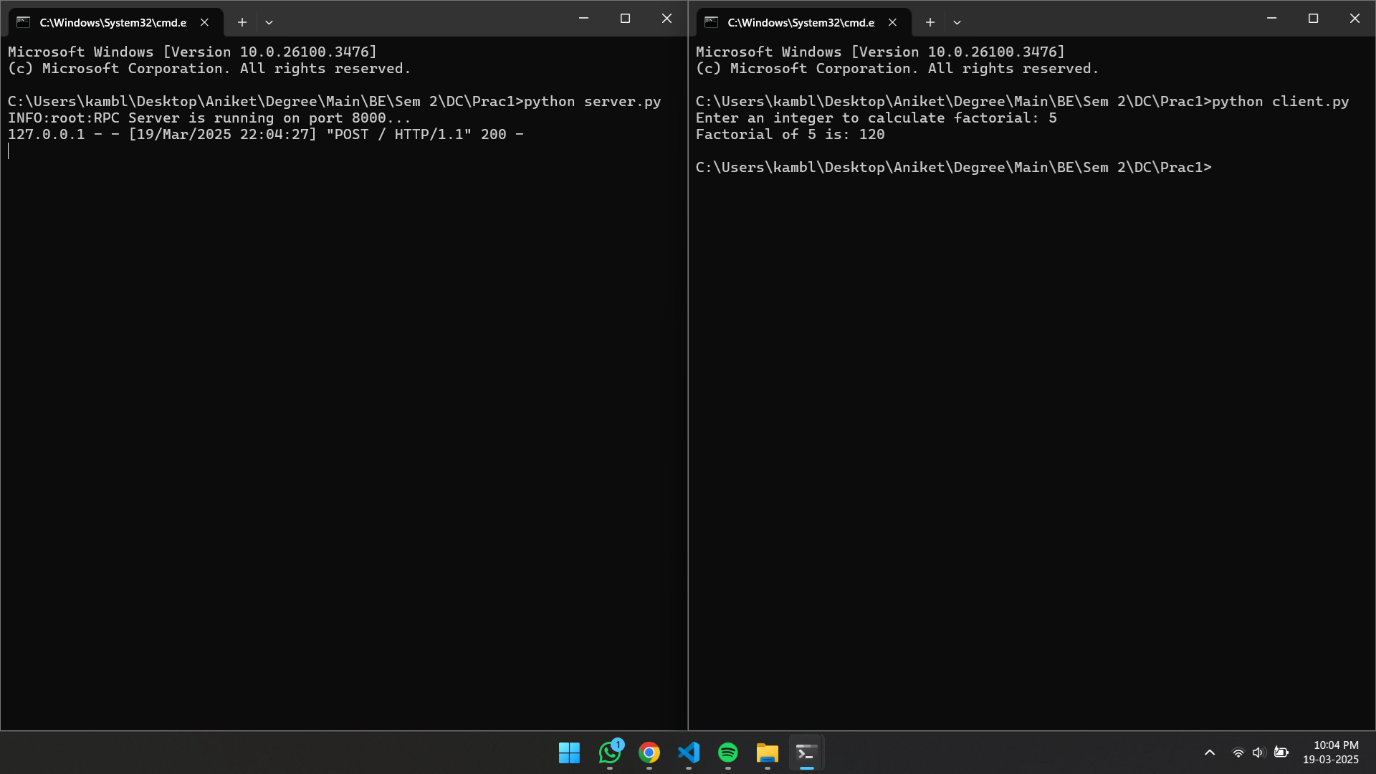 C:\Windows\System32\cmd.e
Microsoft Windows [Version 10.0.26100.3476]
(c) Microsoft Corporation. All rights reserved.
C:\Users\kambl\Desktop\Aniket\Degree\Main\BE\Sem 2\DC\Prac1>python server.py
INFO:root:RPC Server is running on port 8000...
127.0.0.1 - - [19/Mar/2025 22:04:27] "POST / HTTP/1.1" 200 -
C:\Windows\System32\cmd.e
Microsoft Windows [Version 10.0.26100.3476]
(c) Microsoft Corporation. All rights reserved.
C:\Users\kambl\Desktop\Aniket\Degree\Main\BE\Sem 2\DC\Prac1>python client.py
Enter an integer to calculate factorial: 5
Factorial of 5 is: 120
C:\Users\kambl\Desktop\Aniket\Degree\Main\BE\Sem 2\DC\Prac1>
1
10:04 PM
19-03-2025